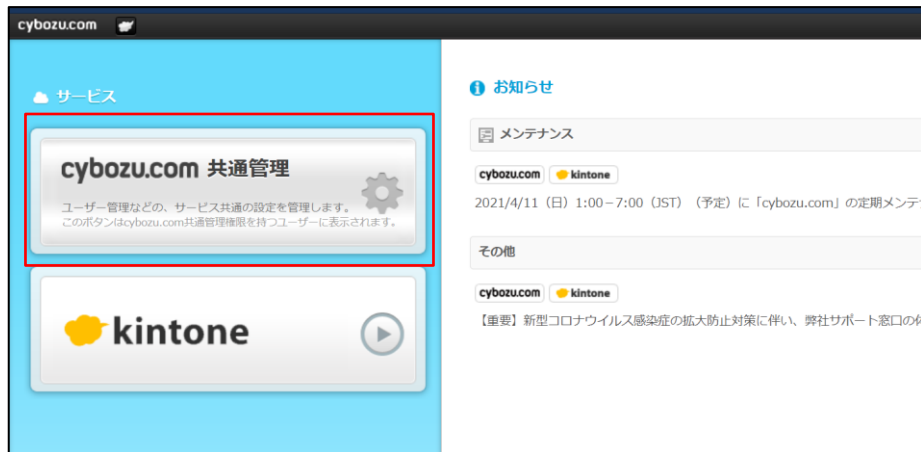 cybozu.com
サービス
cybozu.com 共通管理
ユーザー管理などの、サービス共通の設定を管理します。
このボタンはcybozu.com共通管理権限を持つユーザーに表示されます。
kintone
お知らせ
メンテナンス
cybozu.com kintone
2021/4/11（日）1:00－7:00（JST）（予定）に「cybozu.com」の定期メンテ
その他
cybozu.com kintone
【重要】新型コロナウイルス感染症の拡大防止対策に伴い、弊社サポート窓口の